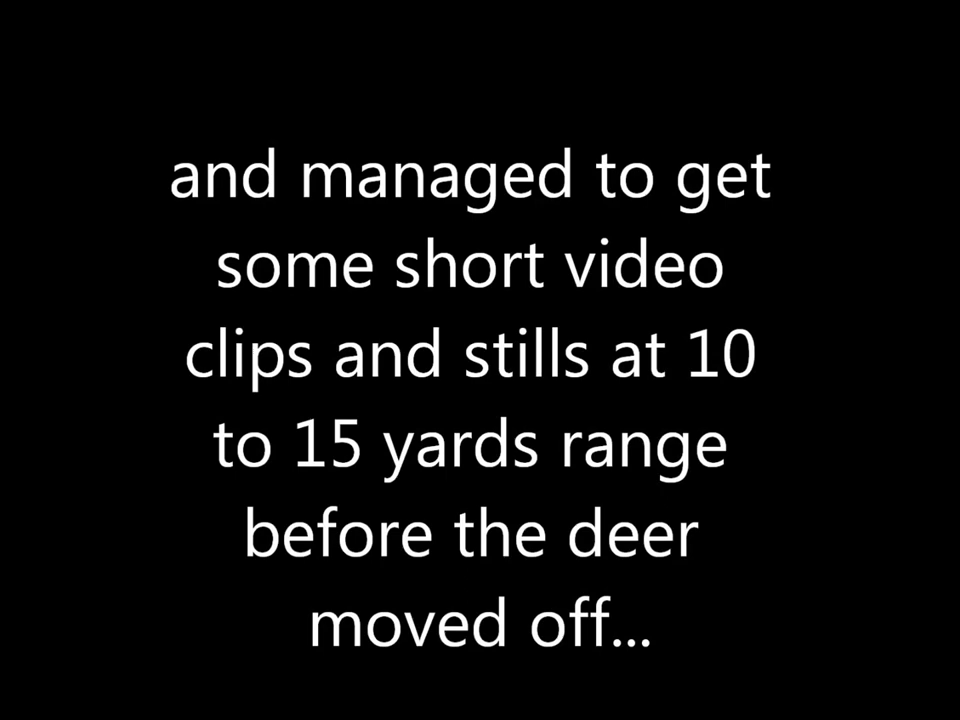 and managed to get
some short video
clips and stills at 10
to 15 yards range
before the deer
moved off...